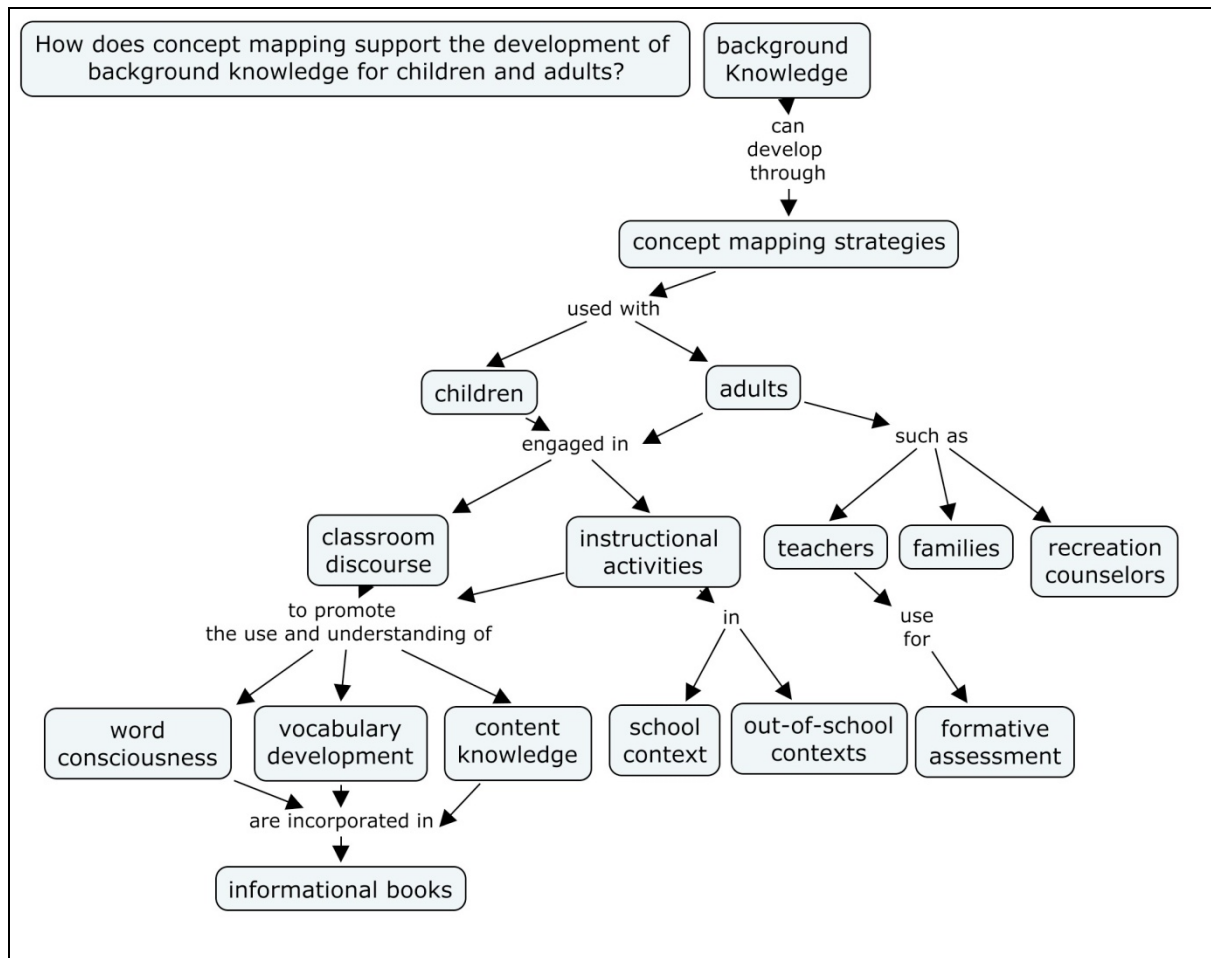 How does concept mapping support the development of
background knowledge for children and adults?
background
Knowledge
can
develop
through
concept mapping strategies
used with
children
adults
engaged in
such as
classroom
discourse
instructional
activities
teachers
families
recreation
counselors
to promote
the use and understanding of
in
use
for
word
consciousness
vocabulary
development
content
knowledge
school
context
out-of-school
contexts
formative
assessment
are incorporated in
informational books